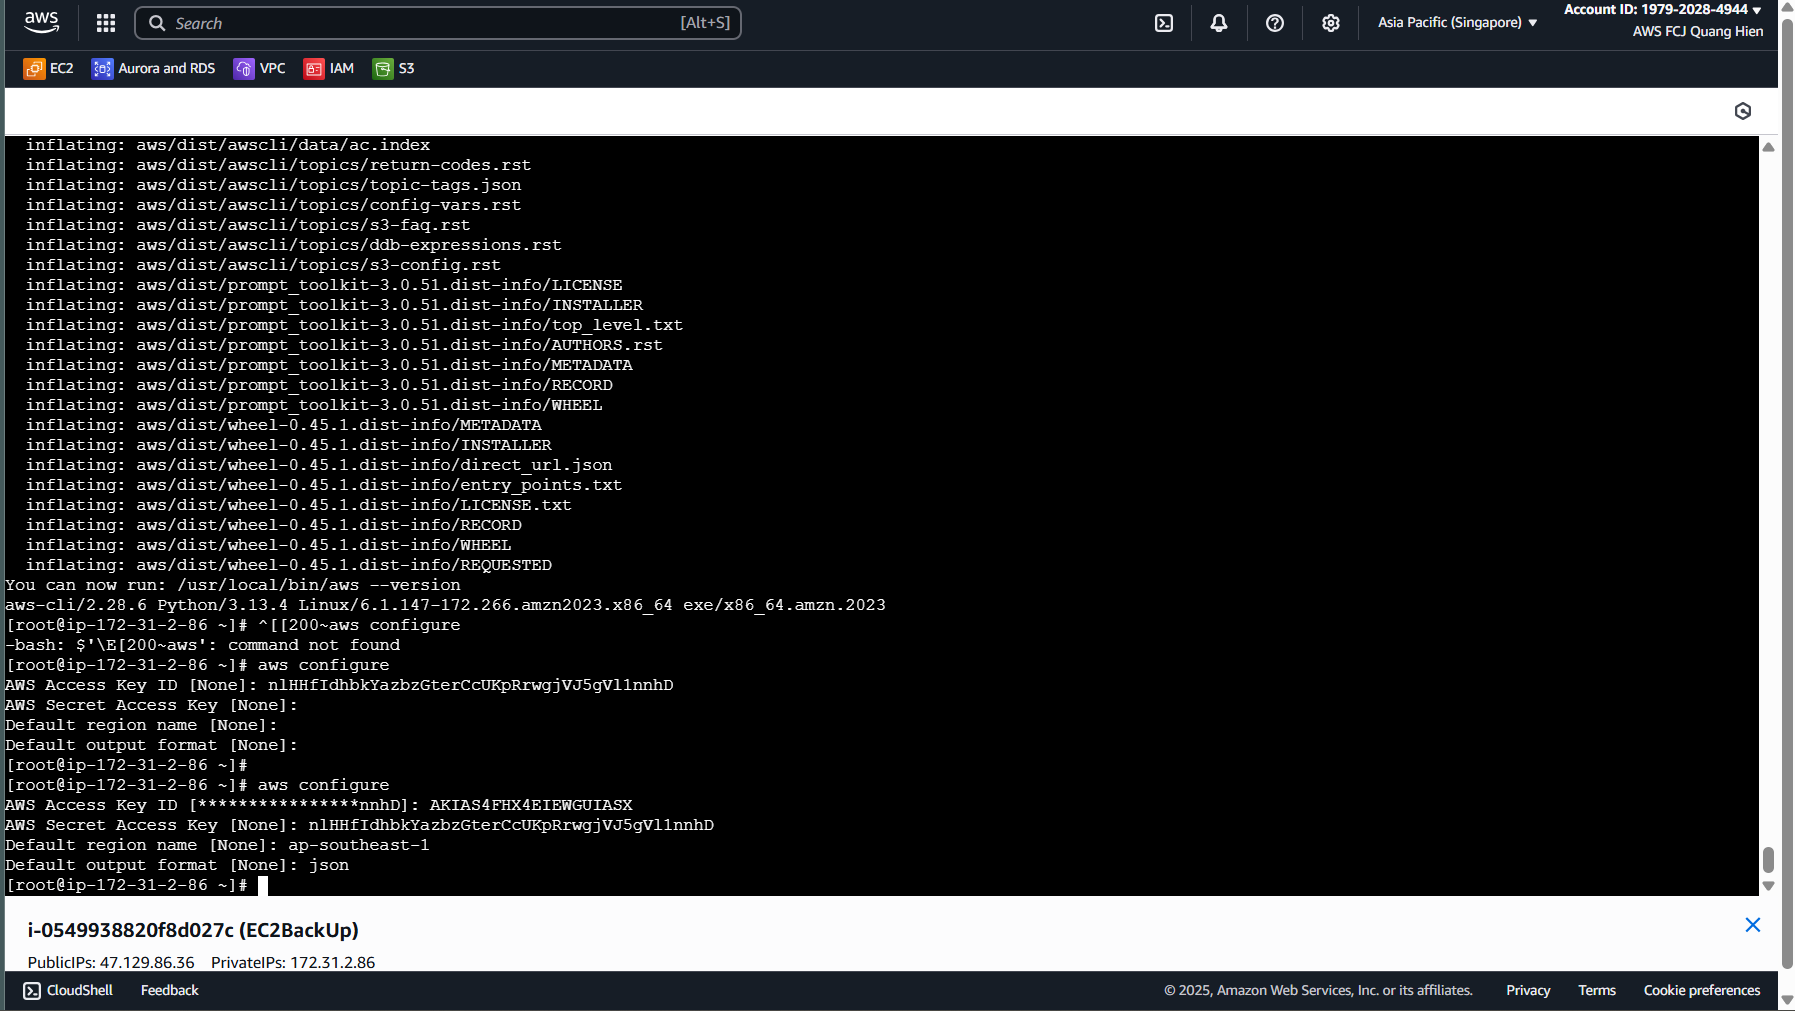 aws
Search [Alt+S]
Asia Pacific (Singapore)
Account ID: 1979-2028-4944
AWS FCJ Quang Hien
EC2 Aurora and RDS VPC IAM S3
inflating: aws/dist/awscli/data/ac.index
inflating: aws/dist/awscli/topics/return-codes.rst
inflating: aws/dist/awscli/topics/topic-tags.json
inflating: aws/dist/awscli/topics/config-vars.rst
inflating: aws/dist/awscli/topics/s3-faq.rst
inflating: aws/dist/awscli/topics/ddb-expressions.rst
inflating: aws/dist/awscli/topics/s3-config.rst
inflating: aws/dist/prompt_toolkit-3.0.51.dist-info/LICENSE
inflating: aws/dist/prompt_toolkit-3.0.51.dist-info/INSTALLER
inflating: aws/dist/prompt_toolkit-3.0.51.dist-info/top_level.txt
inflating: aws/dist/prompt_toolkit-3.0.51.dist-info/AUTHORS.rst
inflating: aws/dist/prompt_toolkit-3.0.51.dist-info/METADATA
inflating: aws/dist/prompt_toolkit-3.0.51.dist-info/RECORD
inflating: aws/dist/prompt_toolkit-3.0.51.dist-info/WHEEL
inflating: aws/dist/wheel-0.45.1.dist-info/METADATA
inflating: aws/dist/wheel-0.45.1.dist-info/INSTALLER
inflating: aws/dist/wheel-0.45.1.dist-info/direct_url.json
inflating: aws/dist/wheel-0.45.1.dist-info/entry_points.txt
inflating: aws/dist/wheel-0.45.1.dist-info/LICENSE.txt
inflating: aws/dist/wheel-0.45.1.dist-info/RECORD
inflating: aws/dist/wheel-0.45.1.dist-info/WHEEL
inflating: aws/dist/wheel-0.45.1.dist-info/REQUESTED
You can now run: /usr/local/bin/aws --version
aws-cli/2.28.6 Python/3.13.4 Linux/6.1.147-172.266.amzn2023.x86_64 exe/x86_64.amzn.2023
[root@ip-172-31-2-86 ~]# ^[[200~aws configure
-bash: $'\E[200~aws': command not found
[root@ip-172-31-2-86 ~]# aws configure
AWS Access Key ID [None]: nlHHfIdhbkYazbzGterCcUKpRrwgjVJ5gVl1nnhD
AWS Secret Access Key [None]:
Default region name [None]:
Default output format [None]:
[root@ip-172-31-2-86 ~]#
[root@ip-172-31-2-86 ~]# aws configure
AWS Access Key ID [****************nnhD]: AKIAS4FHX4EIEWGUIASX
AWS Secret Access Key [None]: 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
Default region name [None]: ap-southeast-1
Default output format [None]: json
[root@ip-172-31-2-86 ~]#
i-0549938820f8d027c (EC2BackUp)
PublicIPs: 47.129.86.36 PrivateIPs: 172.31.2.86
CloudShell Feedback © 2025, Amazon Web Services, Inc. or its affiliates. Privacy Terms Cookie preferences